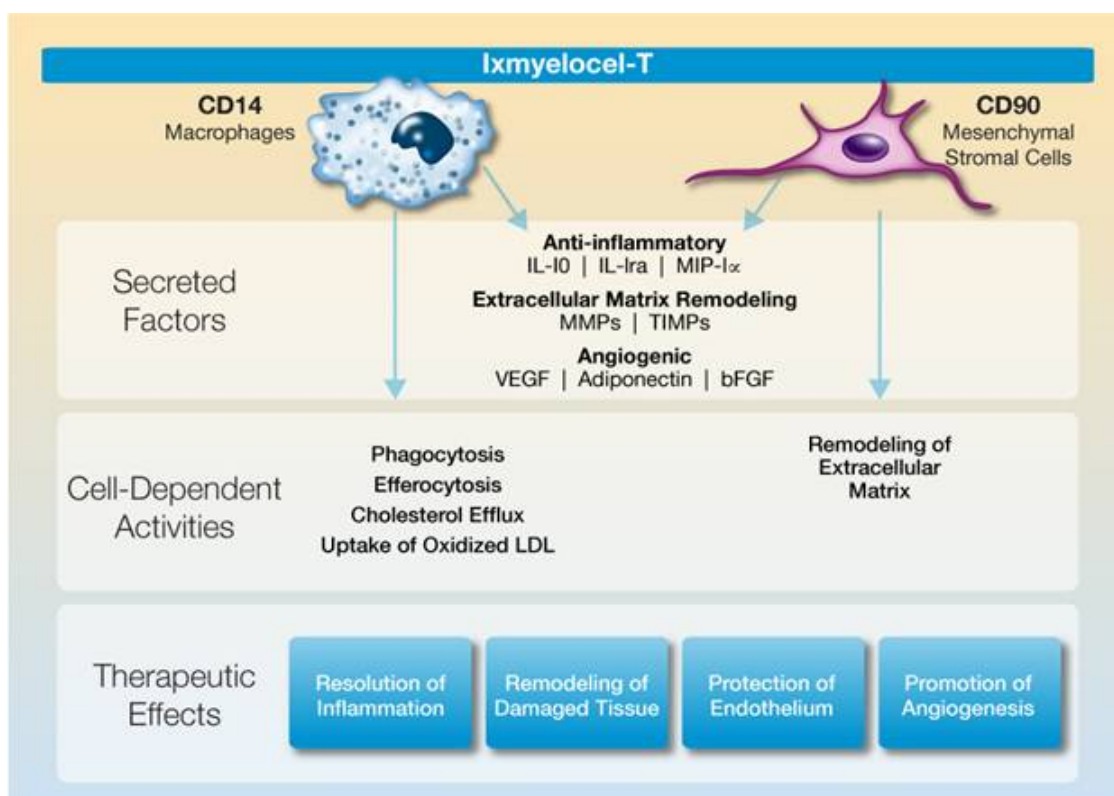 Ixmyelocel-T
CD14
Macrophages
CD90
Mesenchymal
Stromal Cells
Secreted
Factors
Anti-inflammatory
IL-I0 | IL-Ira | MIP-I∝
Extracellular Matrix Remodeling
MMPs | TIMPs
Angiogenic
VEGF | Adiponectin | bFGF
Cell-Dependent
Activities
Phagocytosis
Efferocytosis
Cholesterol Efflux
Uptake of Oxidized LDL
Remodeling of
Extracellular
Matrix
Therapeutic
Effects
Resolution of
Inflammation
Remodeling of
Damaged Tissue
Protection of
Endothelium
Promotion of
Angiogenesis